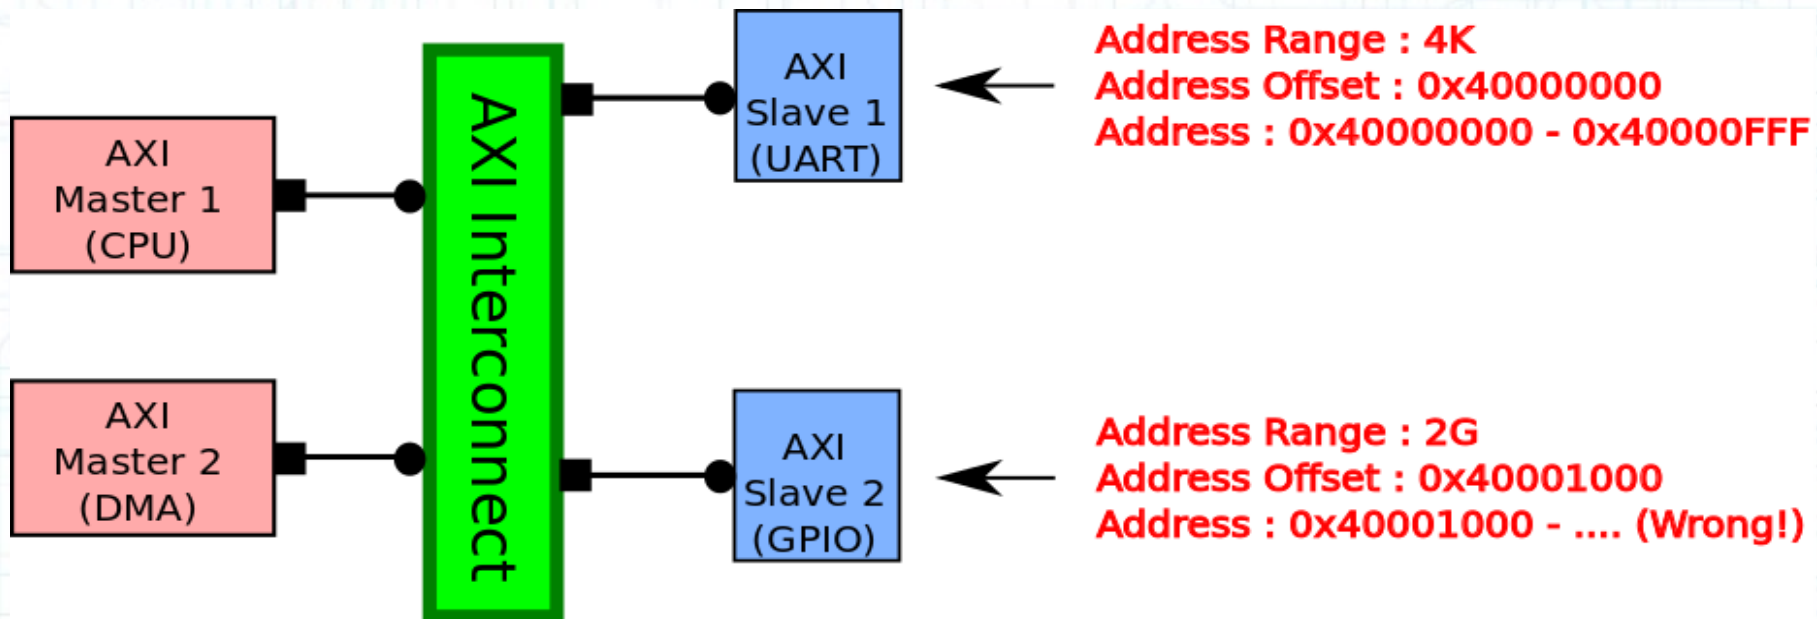 AXI
Master 1
(CPU)
AXI
Master 2
(DMA)
AXI Interconnect
AXI
Slave 1
(UART)
Address Range : 4K
Address Offset : 0x40000000
Address : 0x40000000 - 0x40000FFF
AXI
Slave 2
(GPIO)
Address Range : 2G
Address Offset : 0x40001000
Address : 0x40001000 - .... (Wrong!)